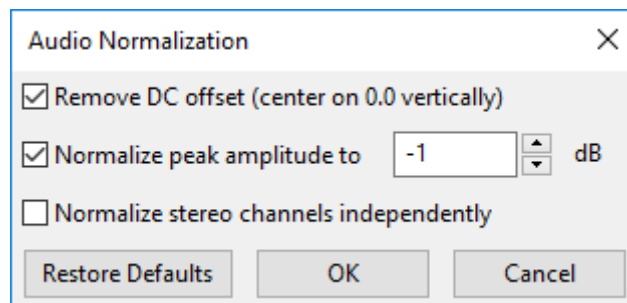 Audio Normalization
Remove DC offset (center on 0.0 vertically)
Normalize peak amplitude to -1 dB
Normalize stereo channels independently
Restore Defaults OK Cancel